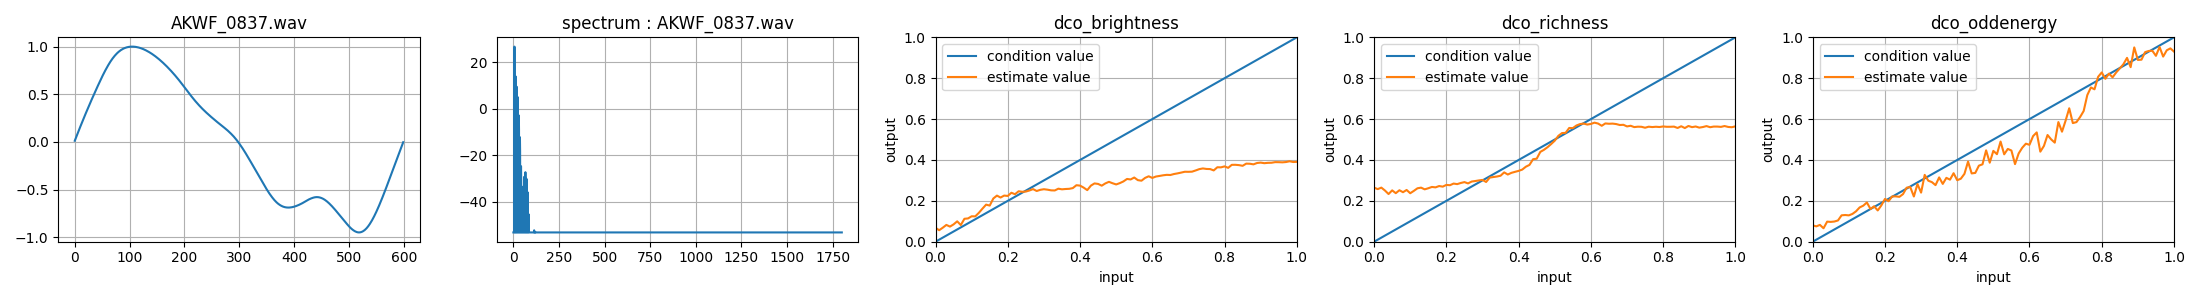 AKWF_0837.wav
1.0
0.5
0.0
−0.5
−1.0
0 100 200 300 400 500 600
spectrum : AKWF_0837.wav
20
0
−20
−40
0 250 500 750 1000 1250 1500 1750
dco_brightness
condition value
estimate value
output
1.0
0.8
0.6
0.4
0.2
0.0
0.0 0.2 0.4 0.6 0.8 1.0
input
dco_richness
condition value
estimate value
output
1.0
0.8
0.6
0.4
0.2
0.0
0.0 0.2 0.4 0.6 0.8 1.0
input
dco_oddenergy
condition value
estimate value
output
1.0
0.8
0.6
0.4
0.2
0.0
0.0 0.2 0.4 0.6 0.8 1.0
input